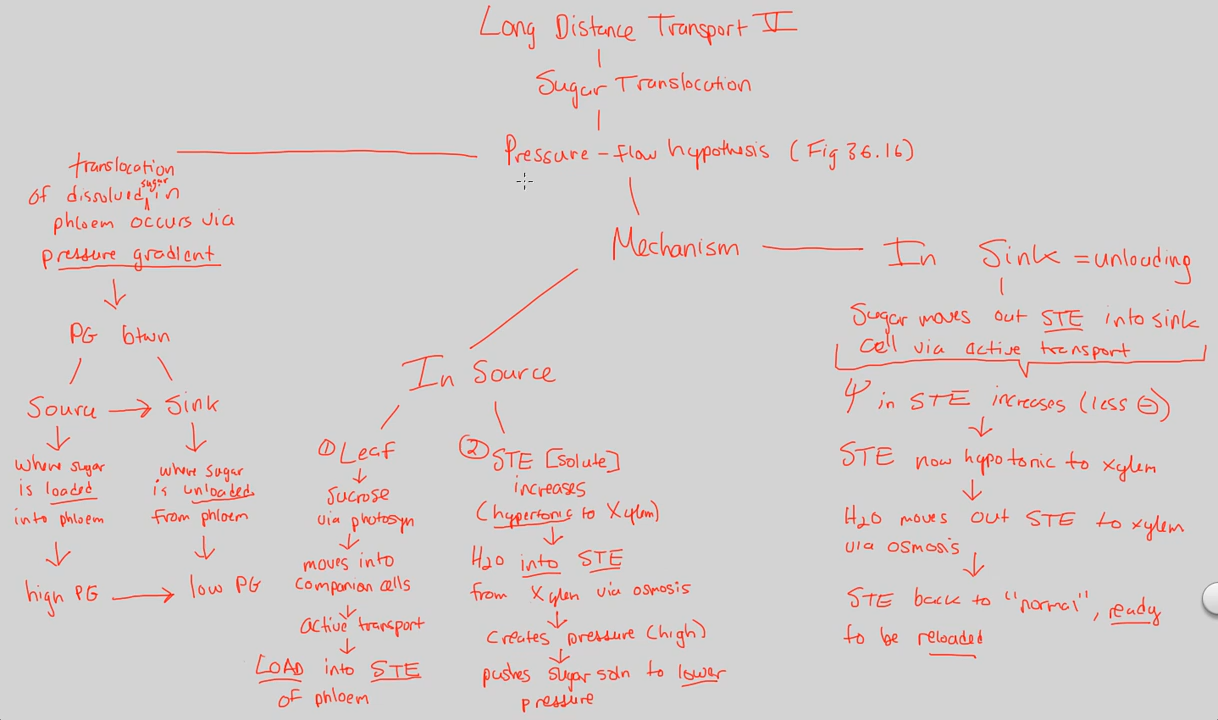 Long Distance Transport V
Sugar Translocation
Pressure-flow hypothesis (Fig 36.16)
translocation
of dissolved sugar in
phloem occurs via
pressure gradient
PG btwn
Source → Sink
where sugar
is loaded
into phloem
high PG →
where sugar
is unloaded
from phloem
low PG
Mechanism
In Source
① Leaf
Sucrose
via photosyn
moves into
companion cells
active transport
LOAD into STE
of phloem
② STE [solute]
increases
(hypertonic to Xylem)
H2O into STE
from Xylem via osmosis
creates pressure (high)
pushes sugar soln to lower
pressure
In Sink = unloading
Sugar moves out STE into sink
cell via active transport
Ψ in STE increases (less ⊖)
STE now hypotonic to xylem
H2O moves out STE to xylem
via osmosis
STE back to "normal", ready
to be reloaded